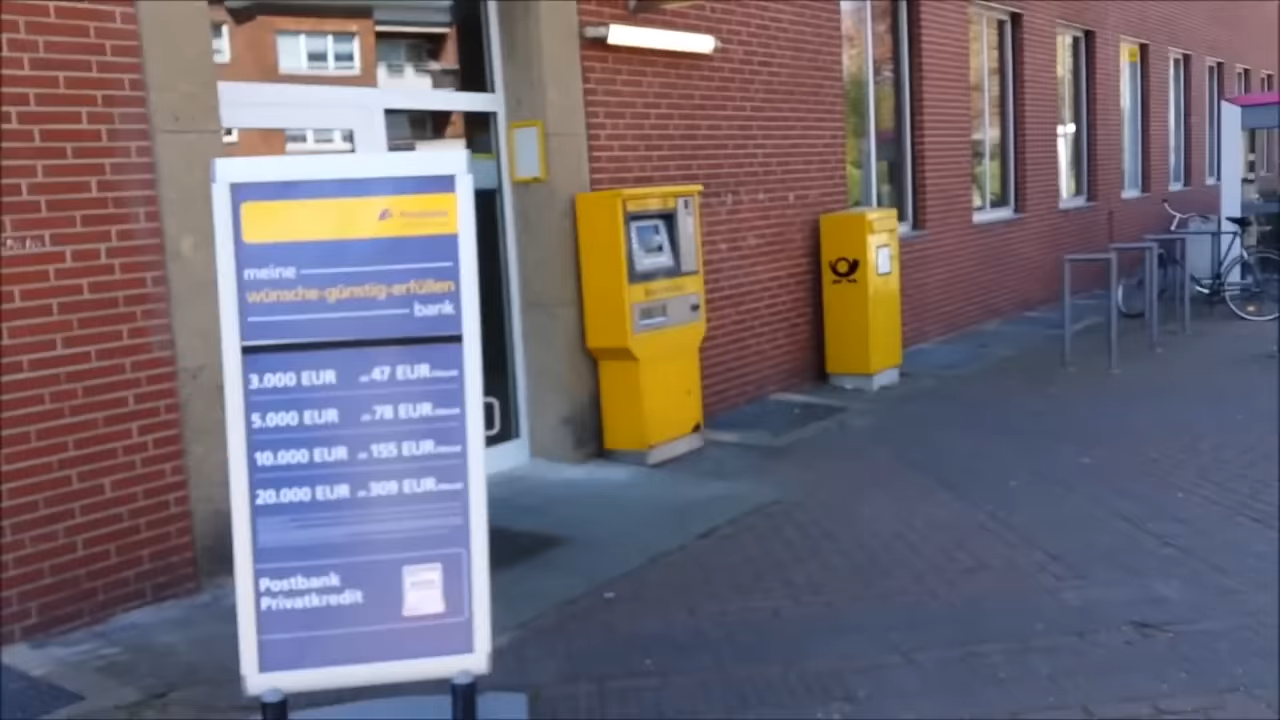 meine
wünsche-günstig-erfüllen
bank
3.000 EUR 47 EUR
5.000 EUR 78 EUR
10.000 EUR 155 EUR
20.000 EUR 309 EUR
Postbank
Privatkredit